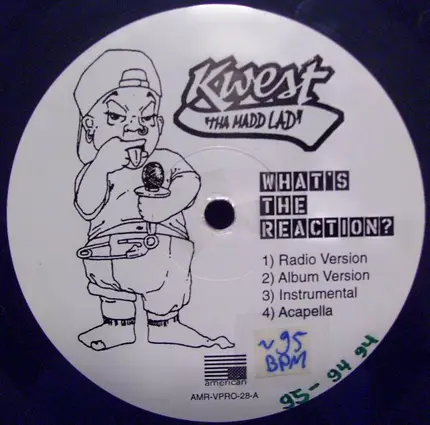 Kwest
"THA MADD LAD"
WHAT'S
THE
REACTION?
1) Radio Version
2) Album Version
3) Instrumental
4) Acapella
~95
BPM
95-94 94
american
AMR-VPRO-28-A